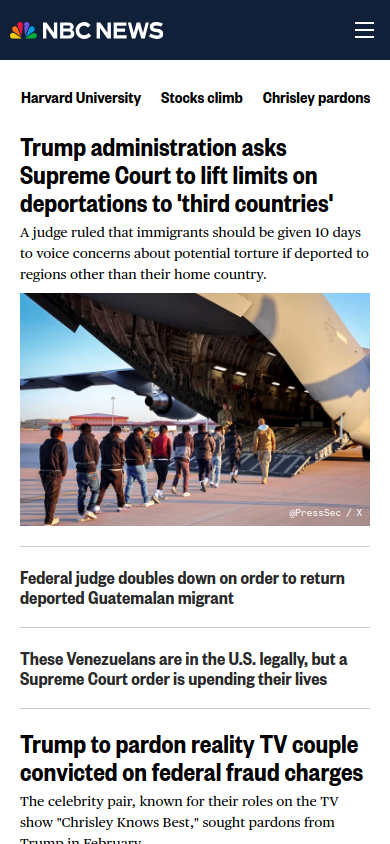 NBC NEWS
Harvard University Stocks climb Chrisley pardons
Trump administration asks
Supreme Court to lift limits on
deportations to 'third countries'
A judge ruled that immigrants should be given 10 days
to voice concerns about potential torture if deported to
regions other than their home country.
@PressSec / X
Federal judge doubles down on order to return
deported Guatemalan migrant
These Venezuelans are in the U.S. legally, but a
Supreme Court order is upending their lives
Trump to pardon reality TV couple
convicted on federal fraud charges
The celebrity pair, known for their roles on the TV
show "Chrisley Knows Best," sought pardons from
Trump in February.